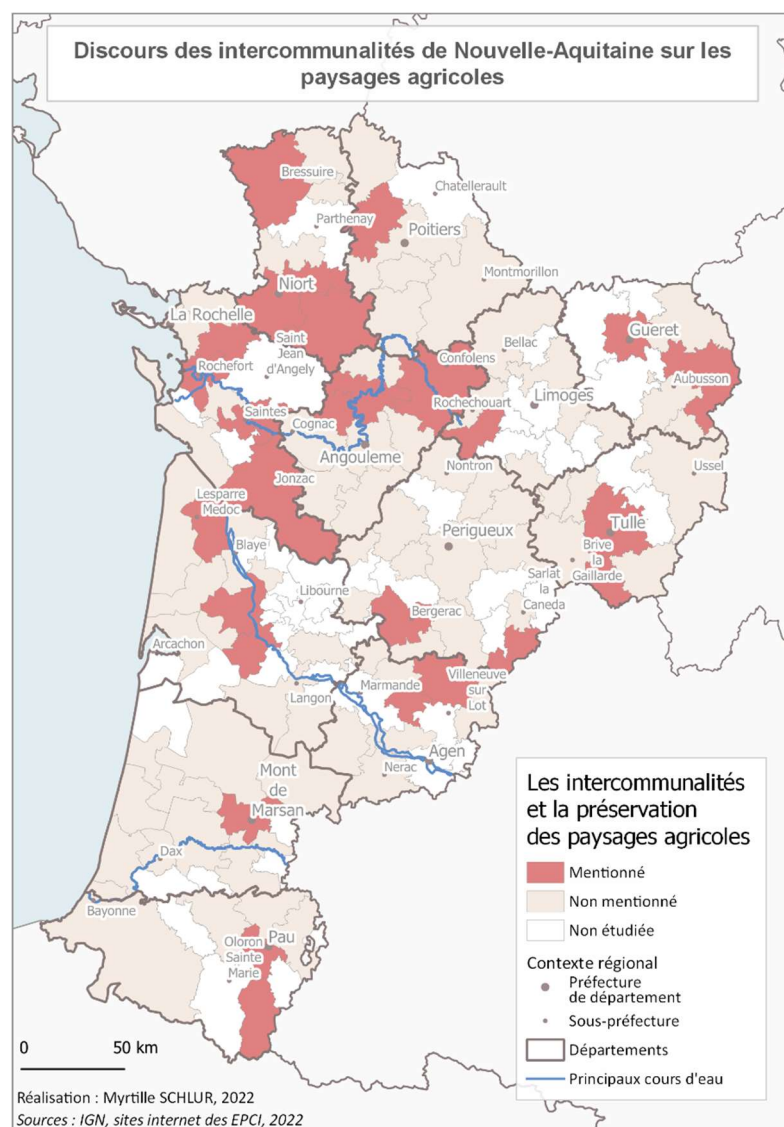 Discours des intercommunalités de Nouvelle-Aquitaine sur les
paysages agricoles
Bressuire
Chatellerault
Parthenay
Poitiers
Niort
Montmorillon
La Rochelle
Saint
Jean
d'Angely
Rochefort
Confolens
Bellac
Gueret
Aubusson
Rochechouart
Limoges
Saintes
Cognac
Angouleme
Nontron
Ussel
Jonzac
Lesparre
Medoc
Perigueux
Tulle
Blaye
Brive
la
Gaillarde
Libourne
Sarlat
la
Caneda
Bergerac
Arcachon
Langon
Marmande
Villeneuve
sur
Lot
Agen
Nerac
Mont
de
Marsan
Dax
Bayonne
Oloron
Sainte
Marie
Pau
Les intercommunalités
et la préservation
des paysages agricoles
Mentionné
Non mentionné
Non étudiée
Contexte régional
Préfecture
de département
Sous-préfecture
Départements
Principaux cours d'eau
0 50 km
Réalisation : Myrtille SCHLUR, 2022
Sources : IGN, sites internet des EPCI, 2022